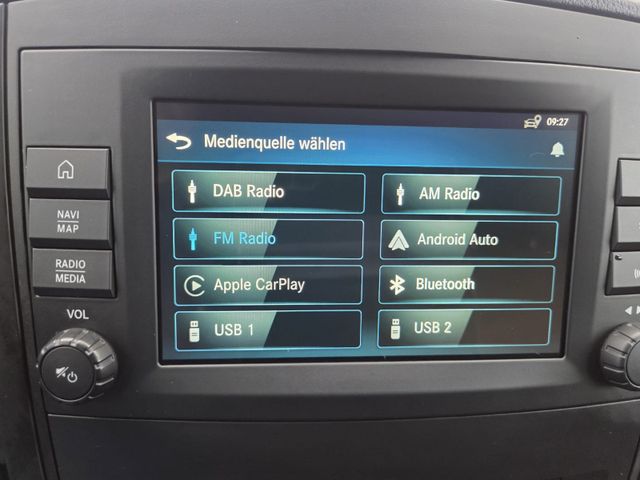 09:27
Medienquelle wählen
DAB Radio
AM Radio
FM Radio
Android Auto
Apple CarPlay
Bluetooth
USB 1
USB 2
NAVI
MAP
RADIO
MEDIA
VOL